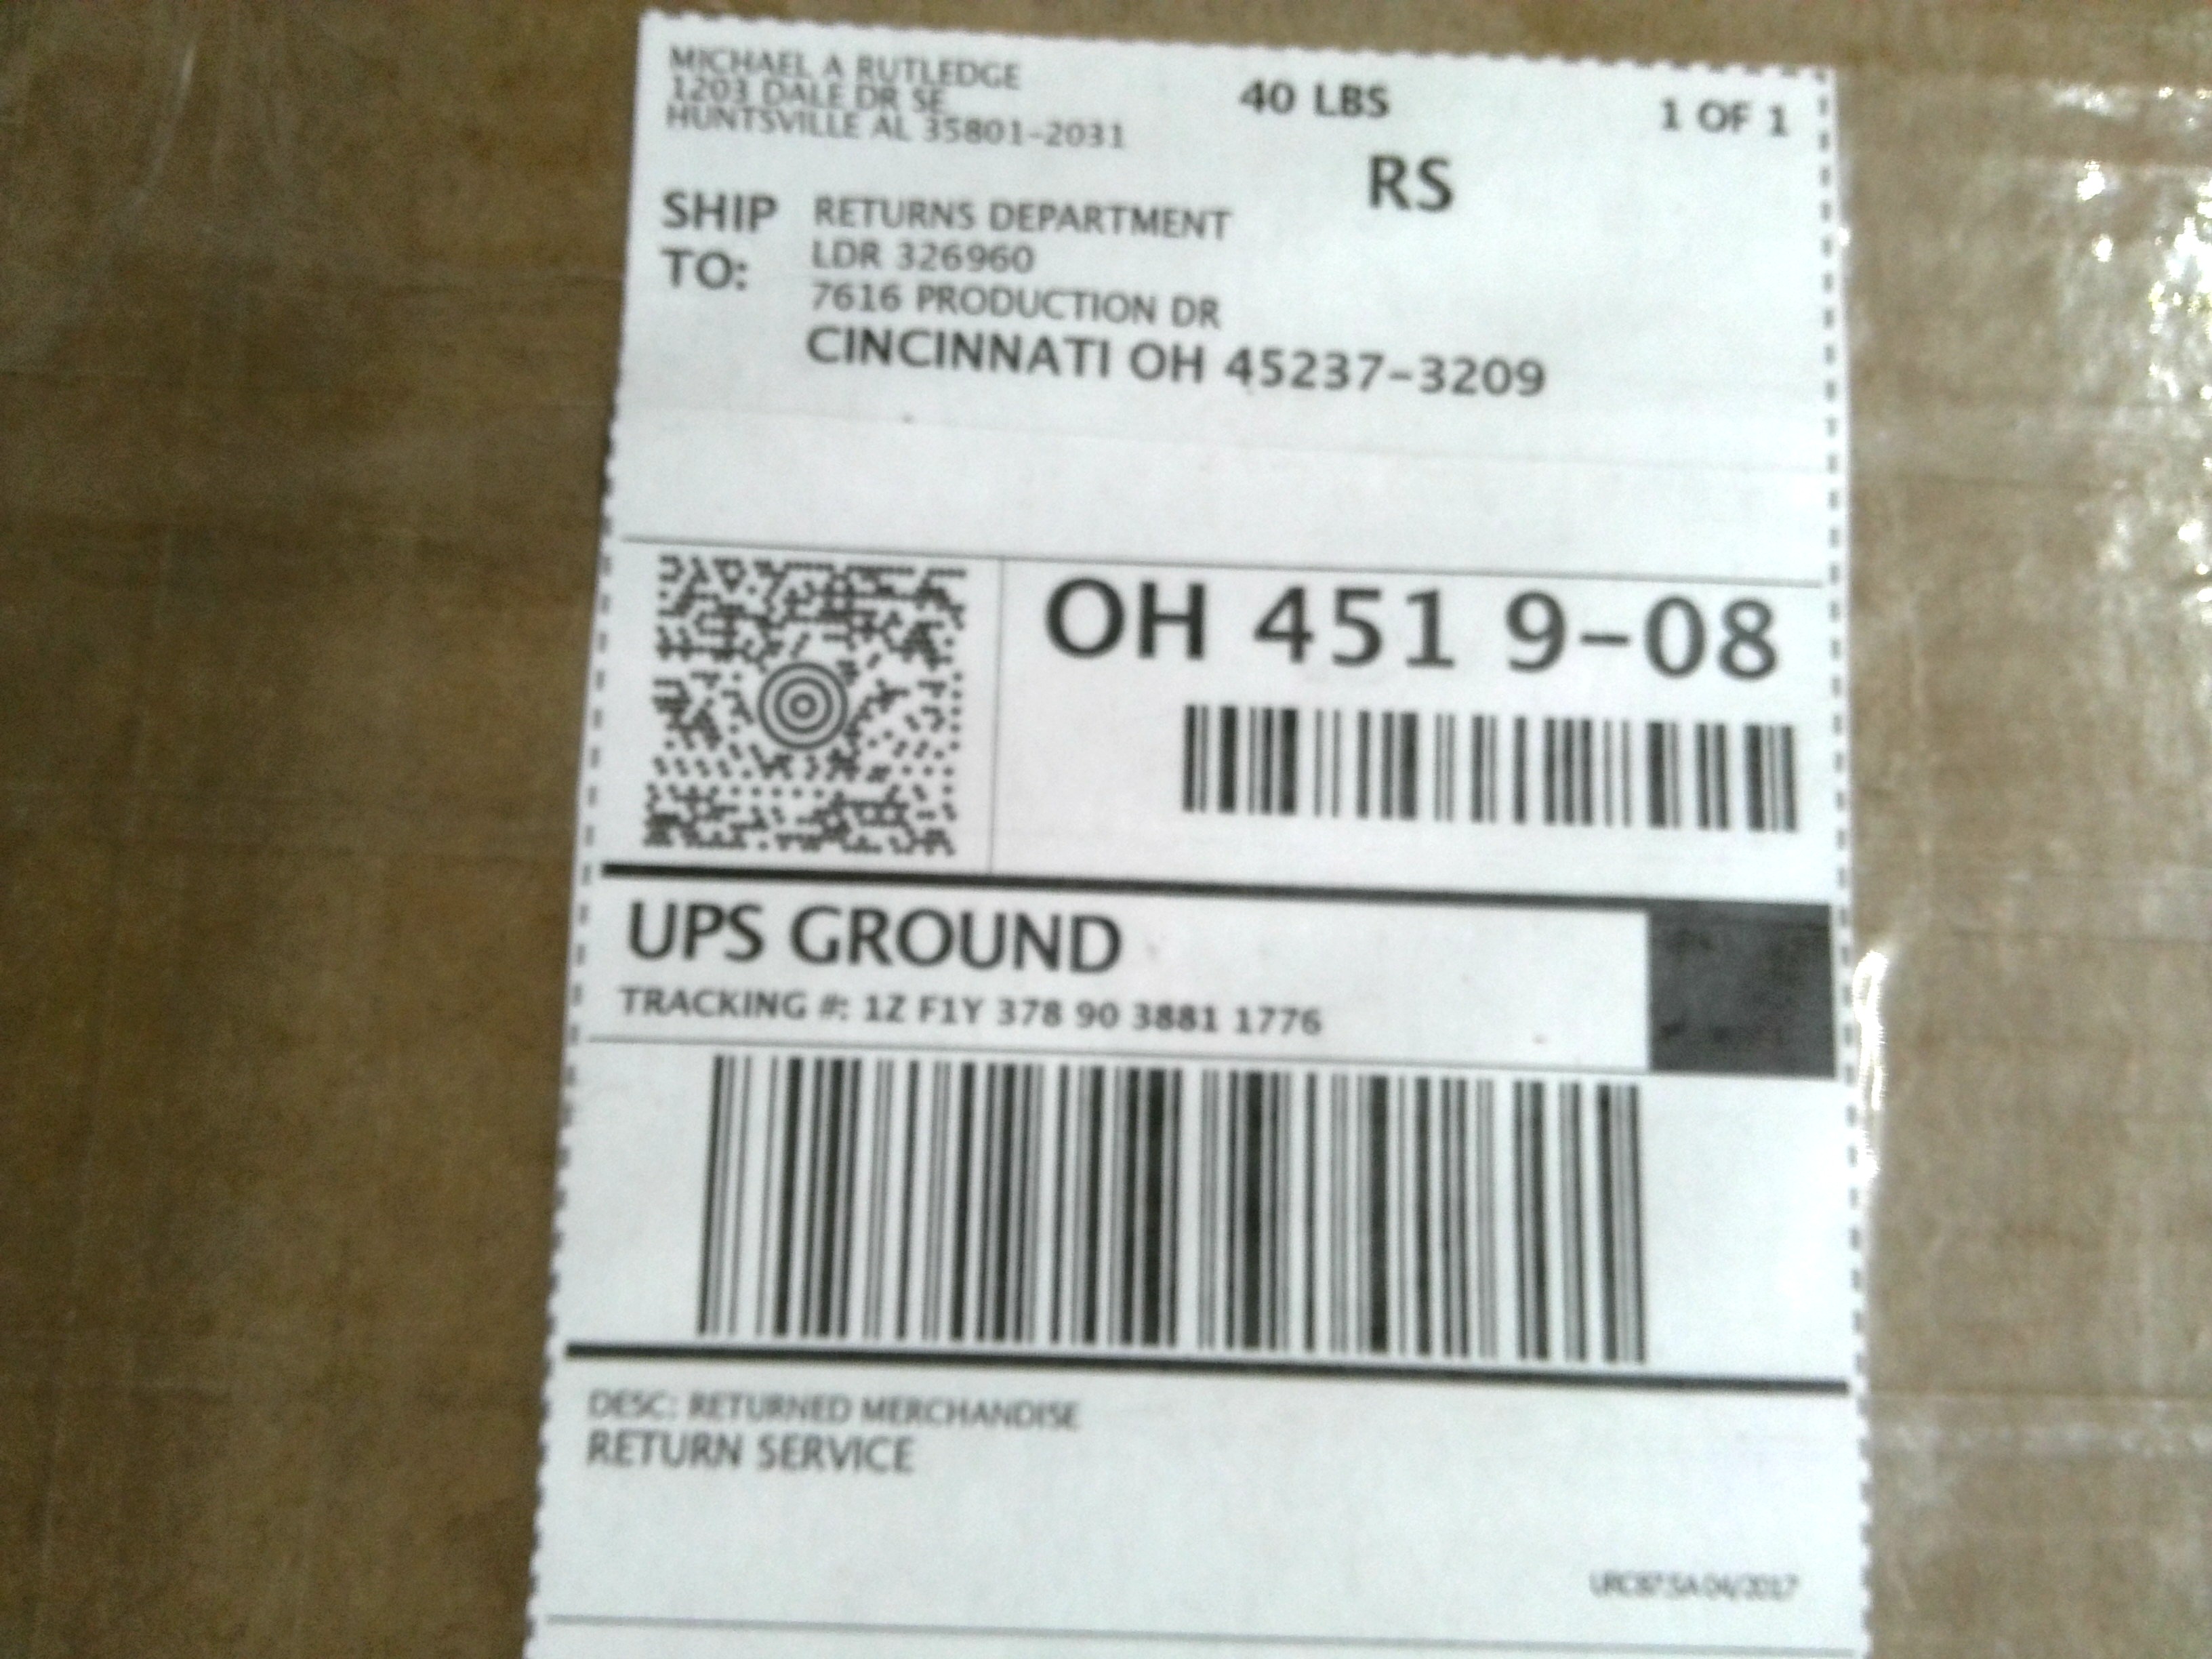 MICHAEL A RUTLEDGE
1203 DALE DR SE
HUNTSVILLE AL 35801-2031
40 LBS
1 OF 1
RS
SHIP TO:
RETURNS DEPARTMENT
LDR 326960
7616 PRODUCTION DR
CINCINNATI OH 45237-3209
OH 451 9-08
UPS GROUND
TRACKING #: 1Z F1Y 378 90 3881 1776
DESC: RETURNED MERCHANDISE
RETURN SERVICE
04/2017